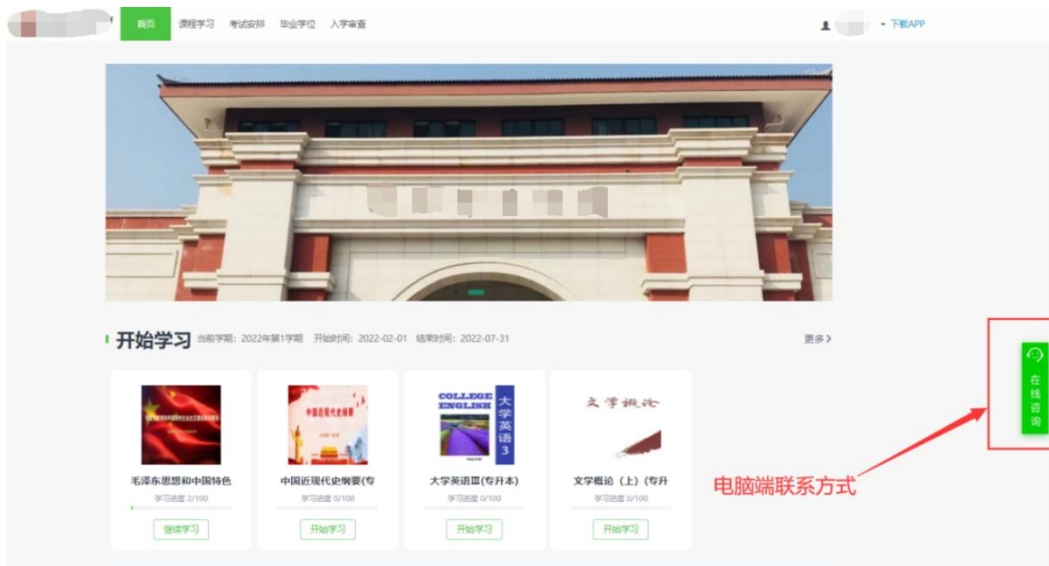 首页 课程学习 考试安排 毕业学位 入学审查
下载APP
开始学习 当前学期：2022年第1学期 开始时间：2022-02-01 结束时间：2022-07-31 更多
在线咨询
COLLEGE
ENGLISH
大学英语3
中国近现代史纲要
文学概论
毛泽东思想和中国特色 中国近现代史纲要(专 大学英语Ⅲ(专升本) 文学概论（上）(专升
学习进度 2/100 学习进度 0/100 学习进度 0/100 学习进度 0/100
继续学习 开始学习 开始学习 开始学习
电脑端联系方式